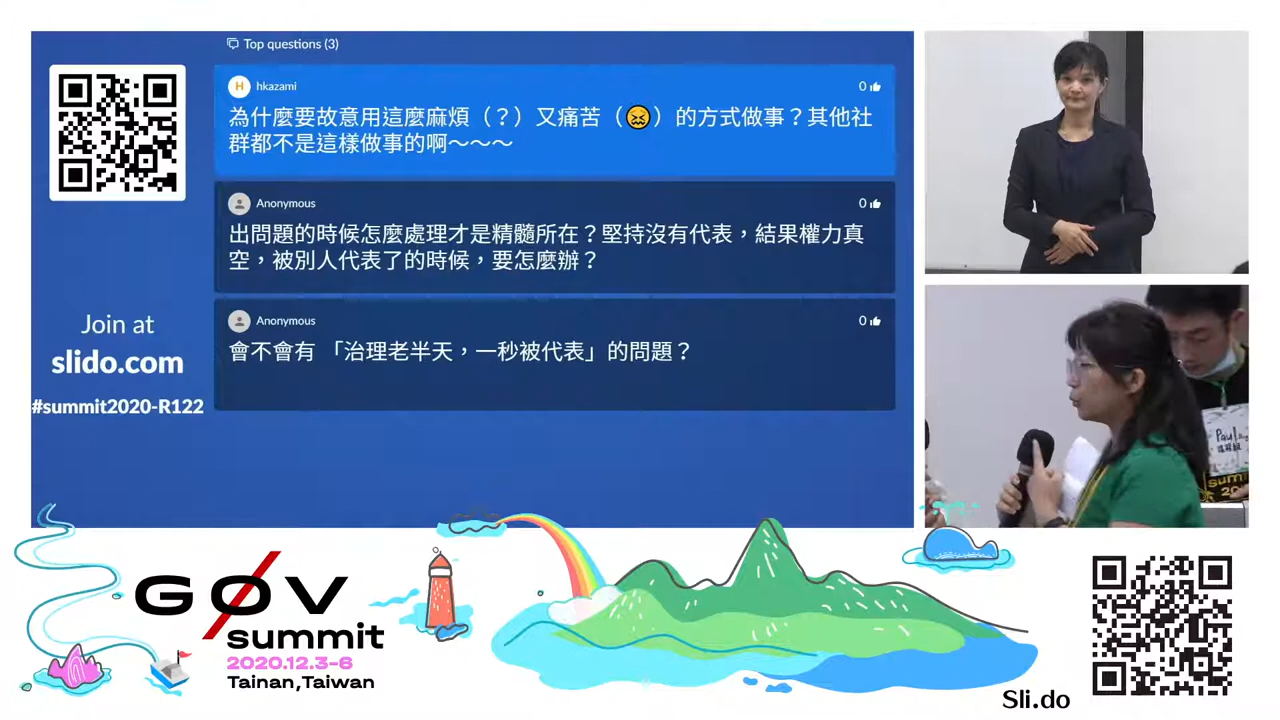 Top questions (3)
H hkazami
0
為什麼要故意用這麼麻煩（？）又痛苦（😖）的方式做事？其他社
群都不是這樣做事的啊～～～
Anonymous
0
出問題的時候怎麼處理才是精髓所在？堅持沒有代表，結果權力真
空，被別人代表了的時候，要怎麼辦？
Anonymous
0
會不會有 「治理老半天，一秒被代表」的問題？
Join at
slido.com
#summit2020-R122
Paul
G0V
summit
2020.12.3-6
Tainan,Taiwan
Sli.do